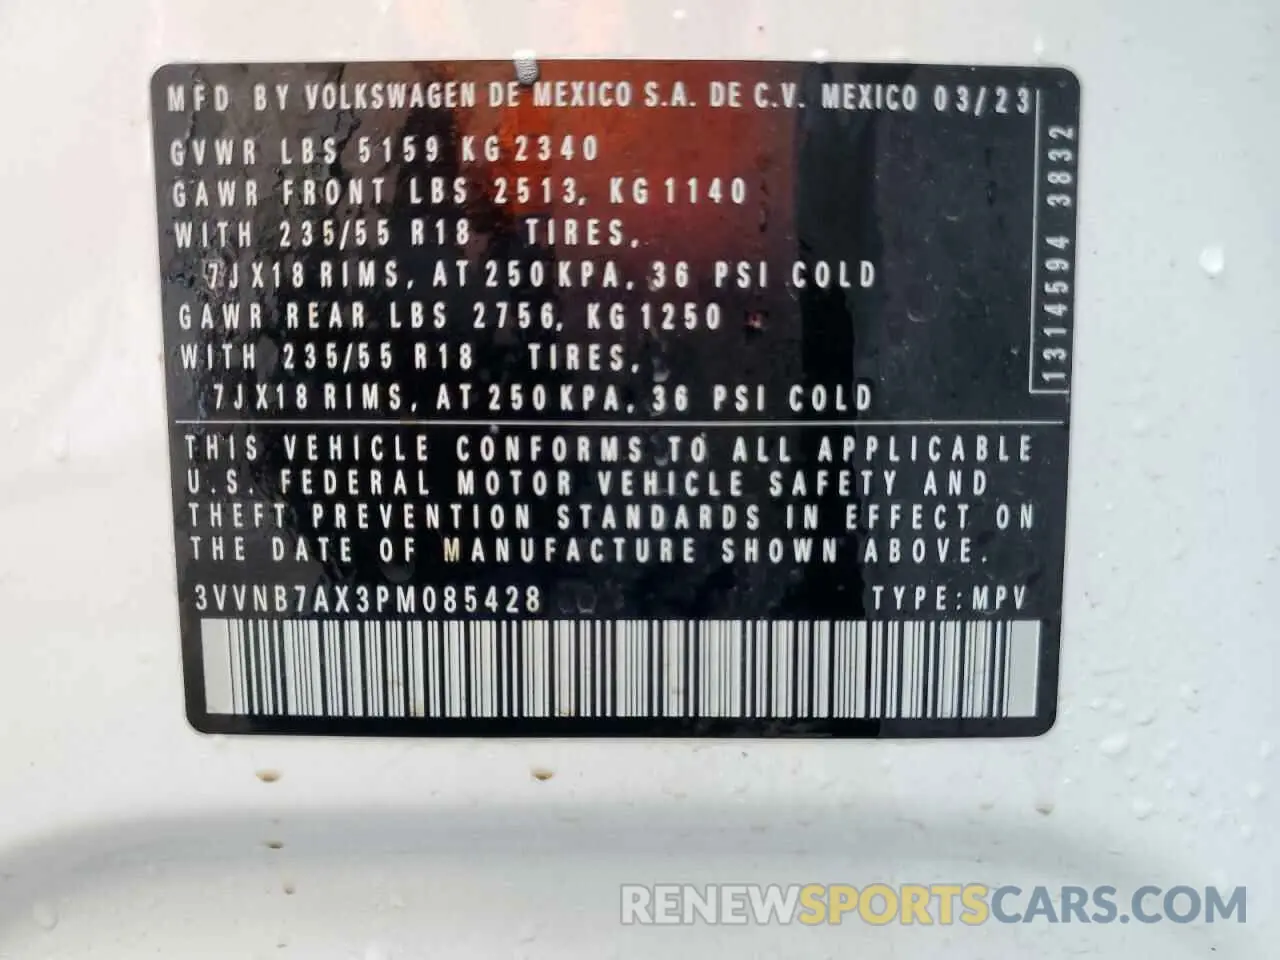 MFD BY VOLKSWAGEN DE MEXICO S.A. DE C.V. MEXICO 03/23
GVWR LBS 5159 KG 2340
GAWR FRONT LBS 2513, KG 1140
WITH 235/55 R18 TIRES,
7JX18 RIMS, AT 250 KPA, 36 PSI COLD
GAWR REAR LBS 2756, KG 1250
WITH 235/55 R18 TIRES,
7JX18 RIMS, AT 250 KPA, 36 PSI COLD
13114594 3832
THIS VEHICLE CONFORMS TO ALL APPLICABLE
U.S. FEDERAL MOTOR VEHICLE SAFETY AND
THEFT PREVENTION STANDARDS IN EFFECT ON
THE DATE OF MANUFACTURE SHOWN ABOVE.
3VVNB7AX3PM085428 TYPE: MPV
RENEWSPORTSCARS.COM